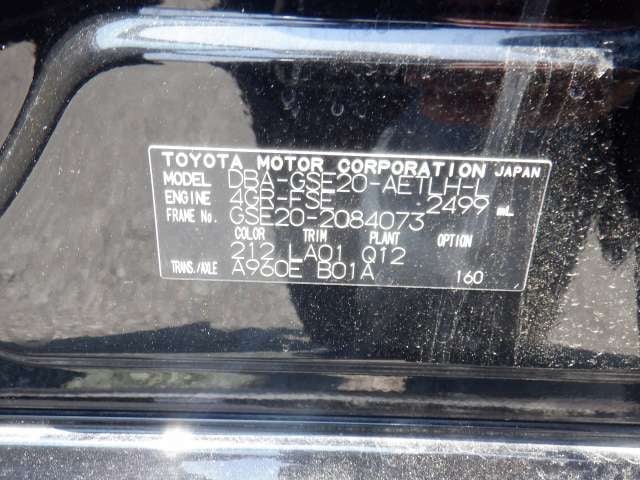 TOYOTA MOTOR CORPORATION JAPAN
MODEL DBA-GSE20-AETLH-L
ENGINE 4GR-FSE 2499 mL
FRAME No. GSE20-2084073
COLOR TRIM PLANT OPTION
212 LA01 Q12
TRANS./AXLE A960E B01A 160